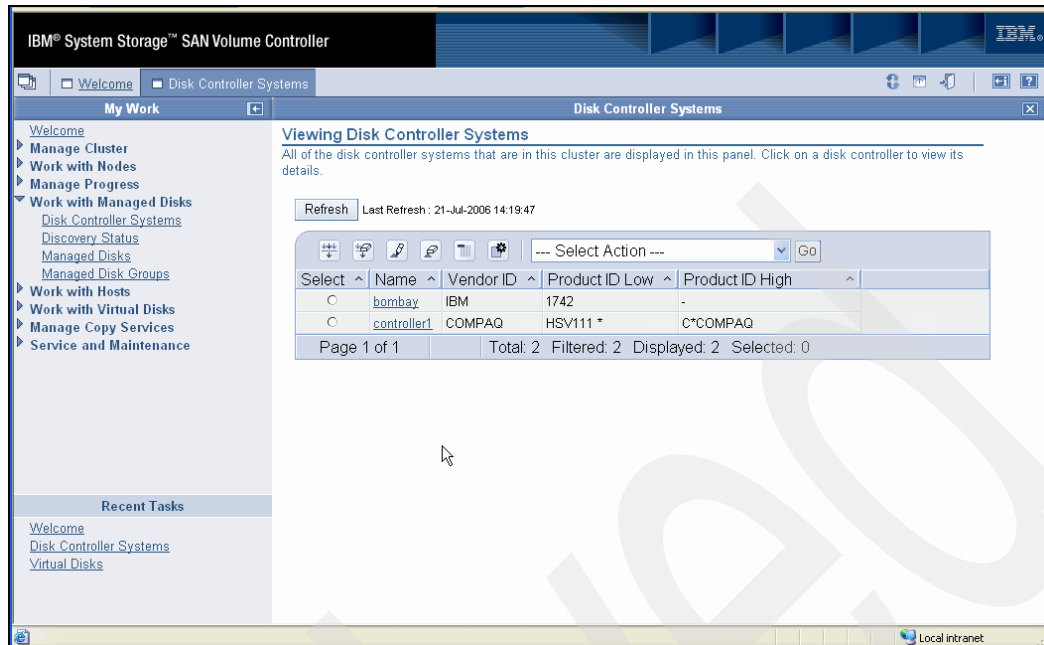 IBM® System Storage™ SAN Volume Controller
IBM®
Welcome
Disk Controller Systems
My Work
Disk Controller Systems
Welcome
Manage Cluster
Work with Nodes
Manage Progress
Work with Managed Disks
Disk Controller Systems
Discovery Status
Managed Disks
Managed Disk Groups
Work with Hosts
Work with Virtual Disks
Manage Copy Services
Service and Maintenance
Recent Tasks
Welcome
Disk Controller Systems
Virtual Disks
Viewing Disk Controller Systems
All of the disk controller systems that are in this cluster are displayed in this panel. Click on a disk controller to view its
details.
Refresh Last Refresh : 21-Jul-2006 14:19:47
--- Select Action --- Go
Select ^ Name ^ Vendor ID ^ Product ID Low ^ Product ID High ^
bombay IBM 1742 -
controller1 COMPAQ HSV111 * C*COMPAQ
Page 1 of 1 Total: 2 Filtered: 2 Displayed: 2 Selected: 0
Local intranet